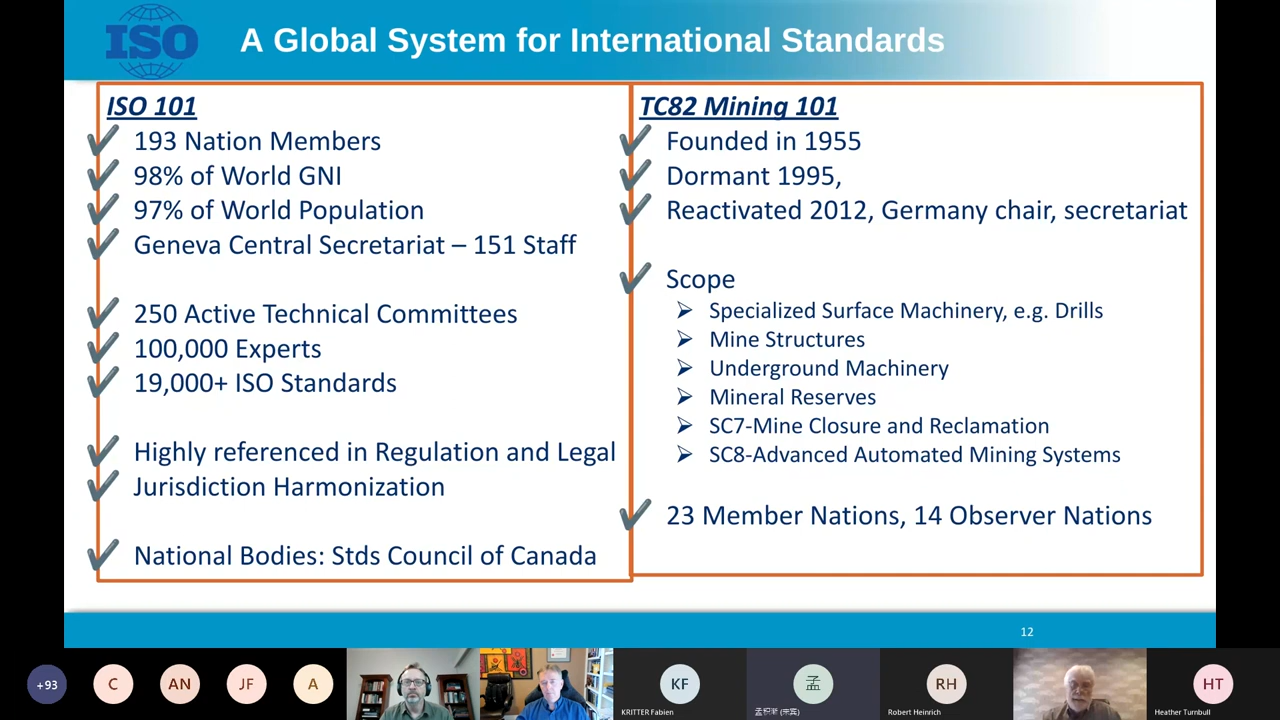 ISO
A Global System for International Standards
ISO 101
193 Nation Members
98% of World GNI
97% of World Population
Geneva Central Secretariat – 151 Staff
250 Active Technical Committees
100,000 Experts
19,000+ ISO Standards
Highly referenced in Regulation and Legal
Jurisdiction Harmonization
National Bodies: Stds Council of Canada
TC82 Mining 101
Founded in 1955
Dormant 1995,
Reactivated 2012, Germany chair, secretariat
Scope
Specialized Surface Machinery, e.g. Drills
Mine Structures
Underground Machinery
Mineral Reserves
SC7-Mine Closure and Reclamation
SC8-Advanced Automated Mining Systems
23 Member Nations, 14 Observer Nations
12
+93
C
AN
JF
A
KF
KRITTER Fabien
孟
RH
Robert Heinrich
HT
Heather Turnbull